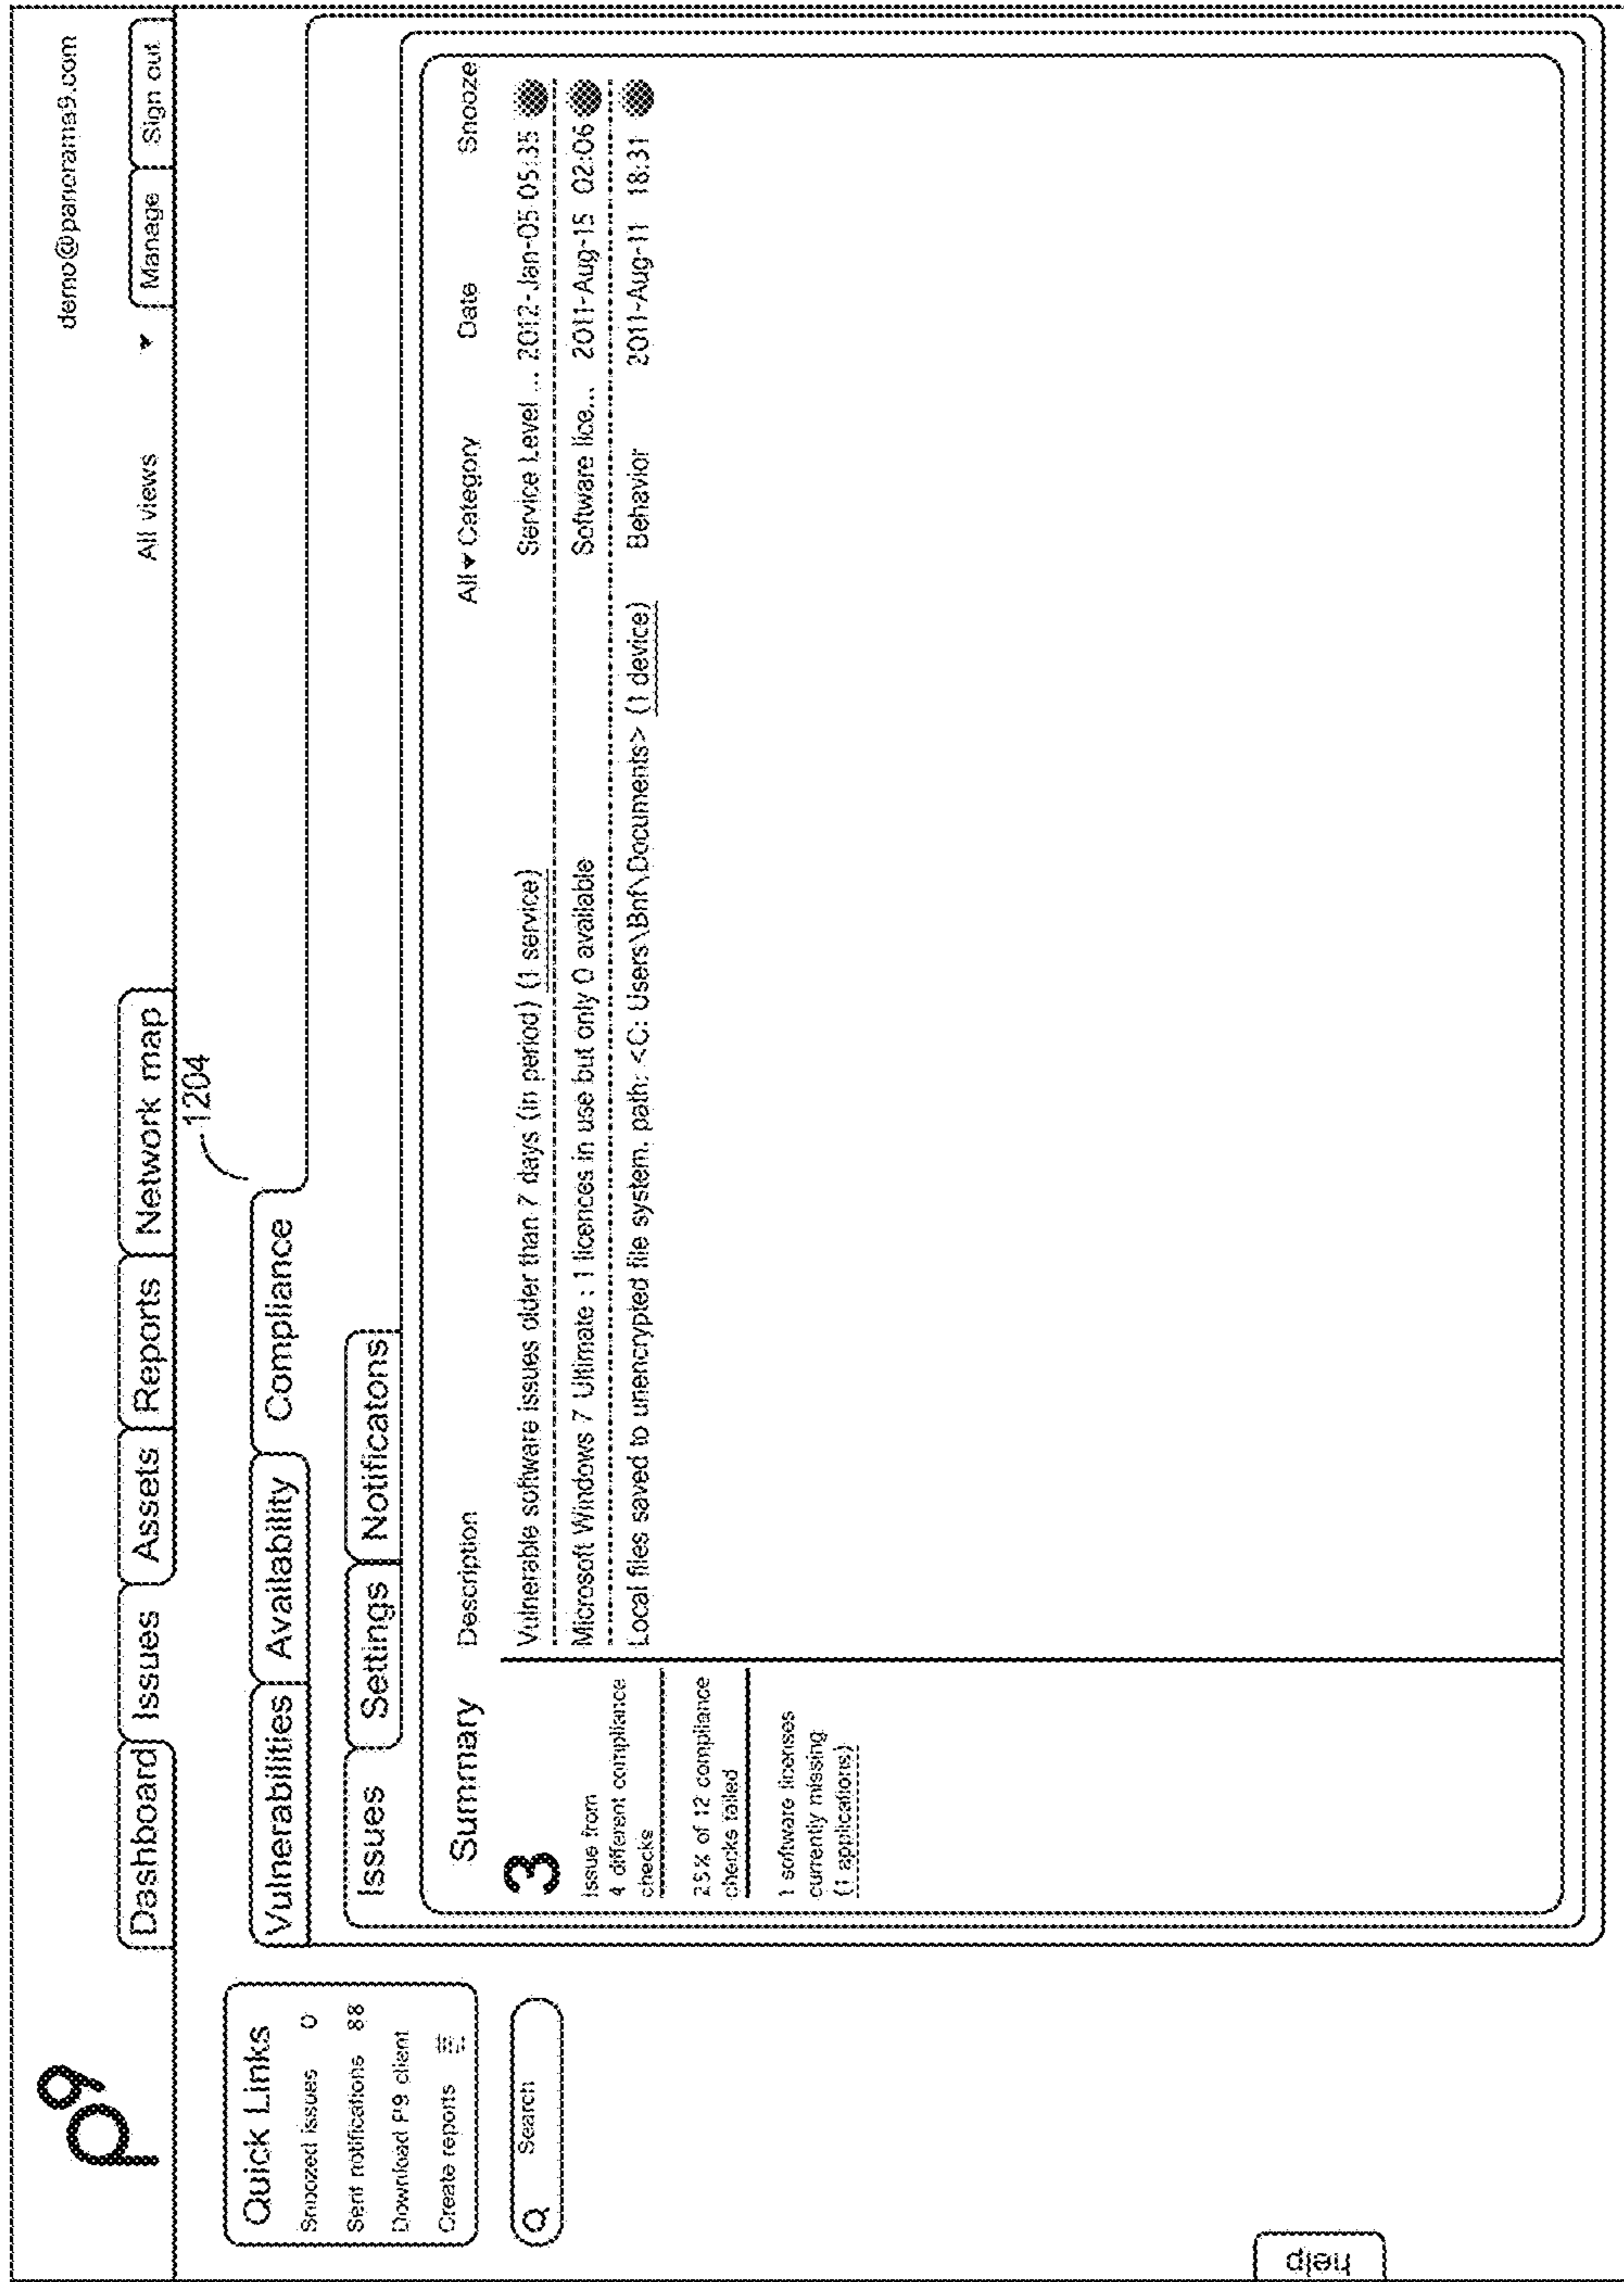 p9
demo@panorama9.com
Dashboard Issues Assets Reports Network map All views Manage Sign out
1204
Quick Links
Snoozed issues 0
Sent notifications 88
Download P9 client
Create reports
Search
help
Vulnerabilities Availability Compliance
Issues Settings Notificatons
Summary Description All Category Date Snooze
3
Issue from
4 different compliance
checks
25% of 12 compliance
checks failed
1 software licenses
currently missing
(1 applications)
Vulnerable software issues older than 7 days (in period) (1 service) Service Level ... 2012-Jan-05 05:35
Microsoft Windows 7 Ultimate : 1 licences in use but only 0 available Software lice... 2011-Aug-15 02:06
Local files saved to unencrypted file system. path: <C: Users\Bnf\Documents> (1 device) Behavior 2011-Aug-11 18:31